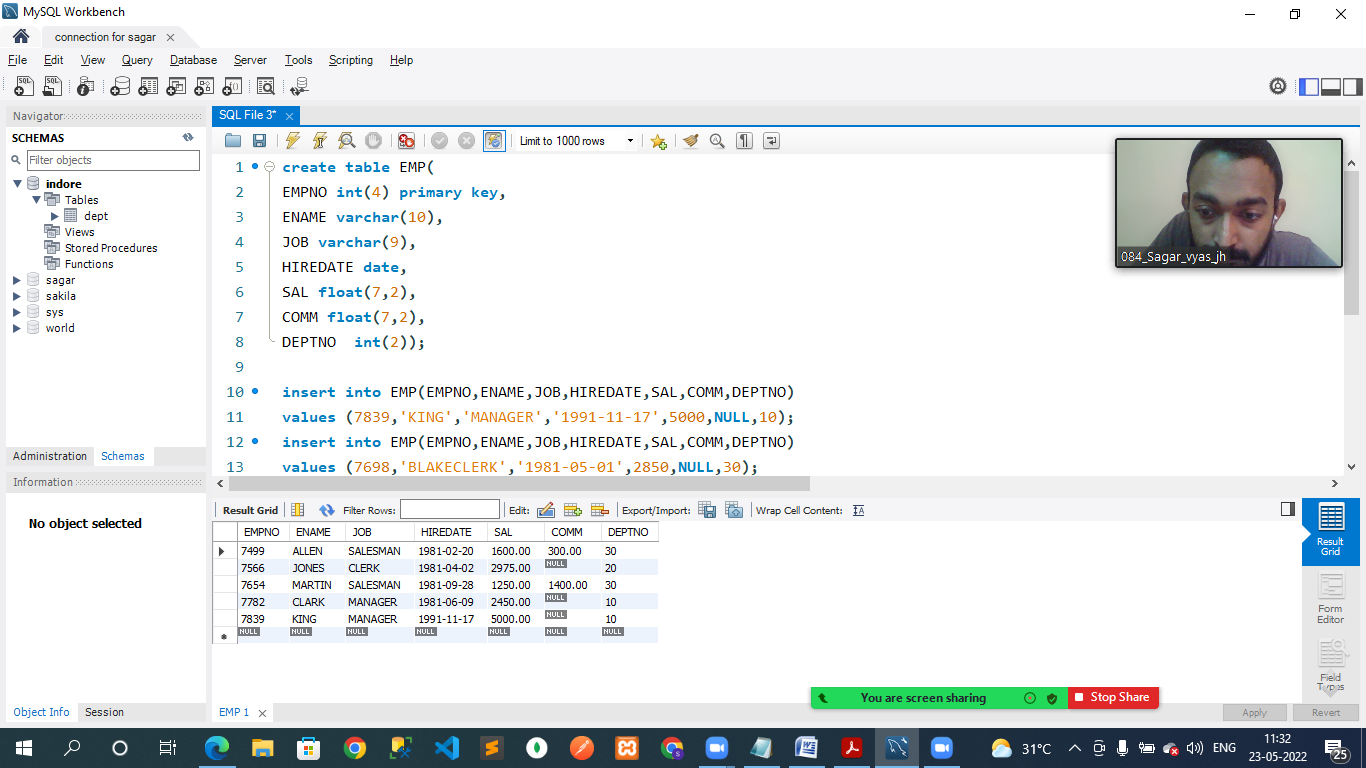 MySQL Workbench
connection for sagar
File Edit View Query Database Server Tools Scripting Help
Navigator
SCHEMAS
Filter objects
indore
Tables
dept
Views
Stored Procedures
Functions
sagar
sakila
sys
world
Administration Schemas
Information
No object selected
Object Info Session
SQL File 3*
Limit to 1000 rows
1 create table EMP(
2 EMPNO int(4) primary key,
3 ENAME varchar(10),
4 JOB varchar(9),
5 HIREDATE date,
6 SAL float(7,2),
7 COMM float(7,2),
8 DEPTNO int(2));
9
10 insert into EMP(EMPNO,ENAME,JOB,HIREDATE,SAL,COMM,DEPTNO)
11 values (7839,'KING','MANAGER','1991-11-17',5000,NULL,10);
12 insert into EMP(EMPNO,ENAME,JOB,HIREDATE,SAL,COMM,DEPTNO)
13 values (7698,'BLAKECLERK','1981-05-01',2850,NULL,30);
084_Sagar_vyas_jh
Result Grid Filter Rows: Edit: Export/Import: Wrap Cell Content:
EMPNO ENAME JOB HIREDATE SAL COMM DEPTNO
7499 ALLEN SALESMAN 1981-02-20 1600.00 300.00 30
7566 JONES CLERK 1981-04-02 2975.00 NULL 20
7654 MARTIN SALESMAN 1981-09-28 1250.00 1400.00 30
7782 CLARK MANAGER 1981-06-09 2450.00 NULL 10
7839 KING MANAGER 1991-11-17 5000.00 NULL 10
NULL NULL NULL NULL NULL NULL NULL
Result
Grid
Form
Editor
Field
Types
You are screen sharing Stop Share
EMP 1
Apply Revert
31°C ENG
11:32
23-05-2022
25